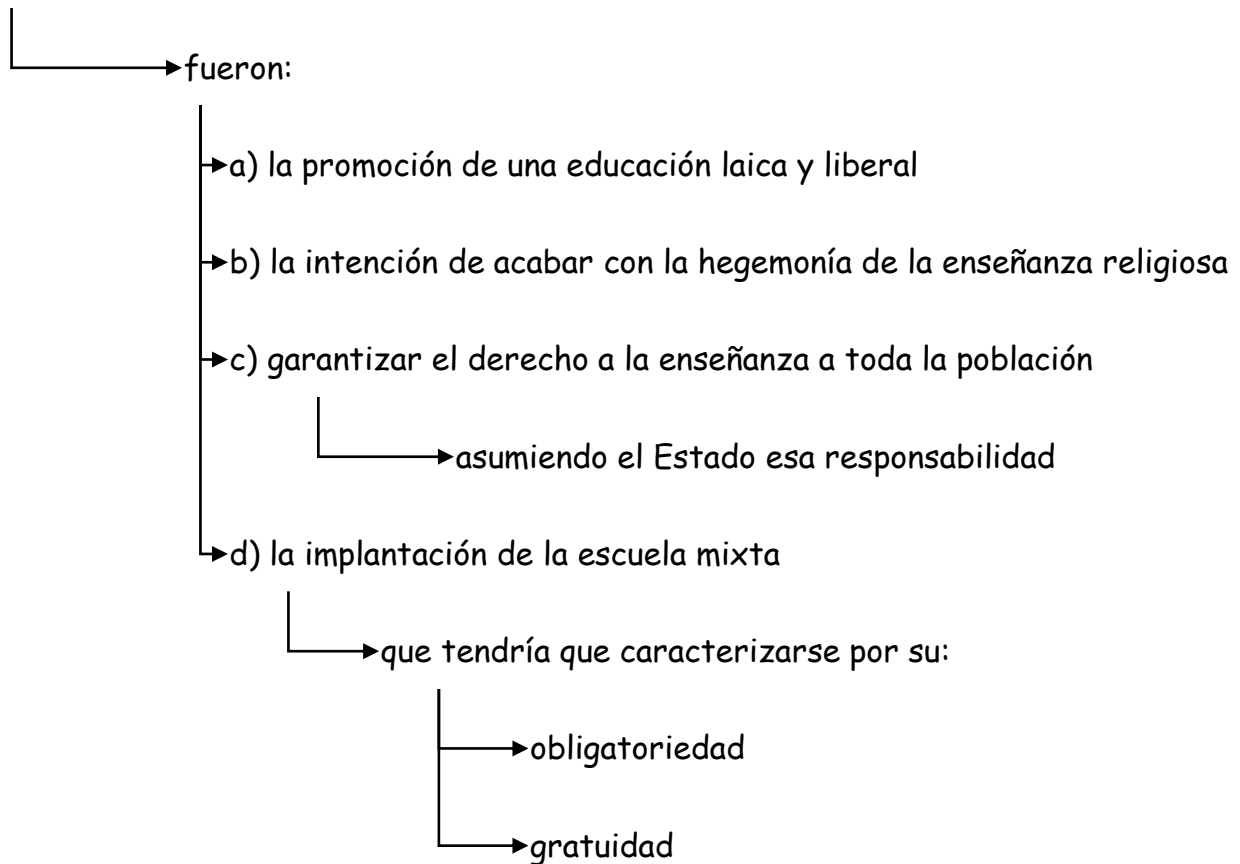 fueron:
a) la promoción de una educación laica y liberal
b) la intención de acabar con la hegemonía de la enseñanza religiosa
c) garantizar el derecho a la enseñanza a toda la población
asumiendo el Estado esa responsabilidad
d) la implantación de la escuela mixta
que tendría que caracterizarse por su:
obligatoriedad
gratuidad